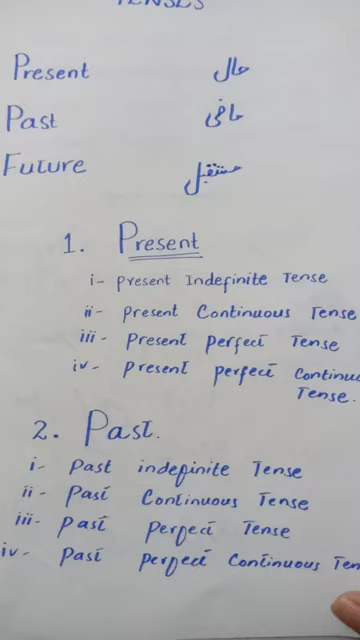 TENSES
Present حال
Past ماضی
Future مستقبل
1. Present
i- present Indefinite Tense
ii- present Continuous Tense
iii- Present perfect Tense
iv- Present perfect Continuous
Tense.
2. Past.
i- Past indefinite Tense
ii- Past Continuous Tense
iii- Past Perfect Tense
iv- Past perfect Continuous Ten